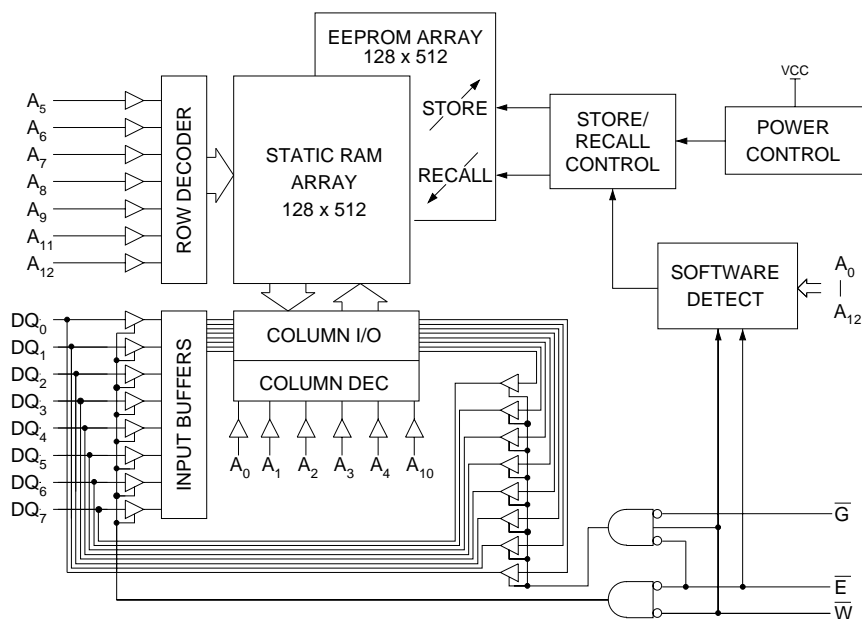 EEPROM ARRAY
128 x 512
STORE
RECALL
A5
A6
A7
A8
A9
A11
A12
ROW DECODER
STATIC RAM
ARRAY
128 x 512
STORE/
RECALL
CONTROL
VCC
POWER
CONTROL
SOFTWARE
DETECT
A0
A12
DQ0
DQ1
DQ2
DQ3
DQ4
DQ5
DQ6
DQ7
INPUT BUFFERS
COLUMN I/O
COLUMN DEC
A0 A1 A2 A3 A4 A10
G̅
E̅
W̅